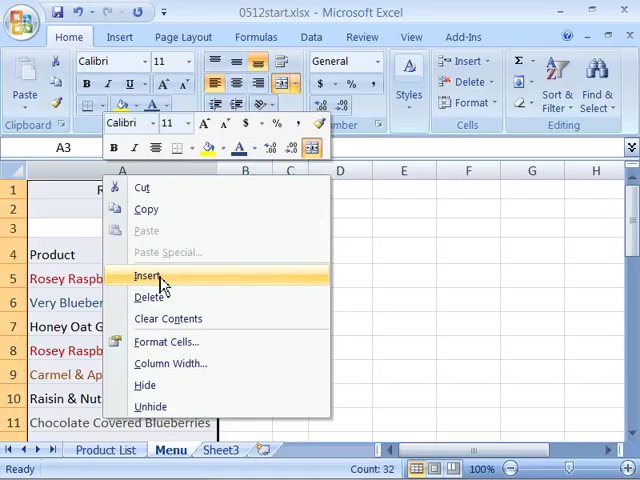 0512start.xlsx - Microsoft Excel
Home Insert Page Layout Formulas Data Review View Add-Ins
Calibri 11 General Insert Σ
Paste B I U A A $ % Styles Delete Sort & Filter Find & Select
Format
Clipboard Number Cells Editing
Calibri 11 A A $ % ,
B I A
A3
A B C D E F G H
1 R
2
3
4 Product
5 Rosey Raspb
6 Very Blueber
7 Honey Oat G
8 Rosey Raspb
9 Carmel & Ap
10 Raisin & Nut
11 Chocolate Covered Blueberries
Cut
Copy
Paste
Paste Special...
Insert
Delete
Clear Contents
Format Cells...
Column Width...
Hide
Unhide
Product List Menu Sheet3
Ready Count: 32 100%